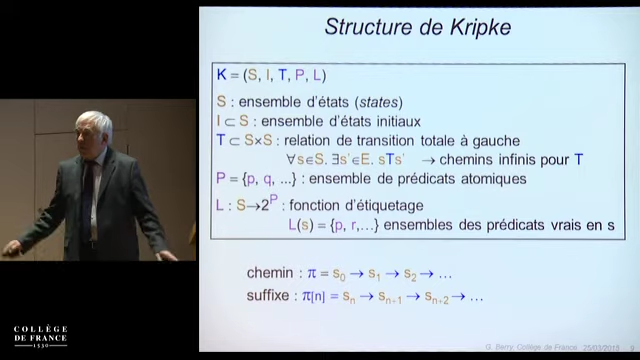 Structure de Kripke
K = (S, I, T, P, L)
S : ensemble d'états (states)
I ⊂ S : ensemble d'états initiaux
T ⊂ S×S : relation de transition totale à gauche
∀s∈S. ∃s'∈E. sTs' → chemins infinis pour T
P = {p, q, ...} : ensemble de prédicats atomiques
L : S→2^P : fonction d'étiquetage
L(s) = {p, r,...} ensembles des prédicats vrais en s
chemin : π = s₀ → s₁ → s₂ → ...
suffixe : π[n] = sₙ → sₙ₊₁ → sₙ₊₂ → ...
COLLÈGE
DE FRANCE
1530
G. Berry, Collège de France, 25/03/2015 - 9